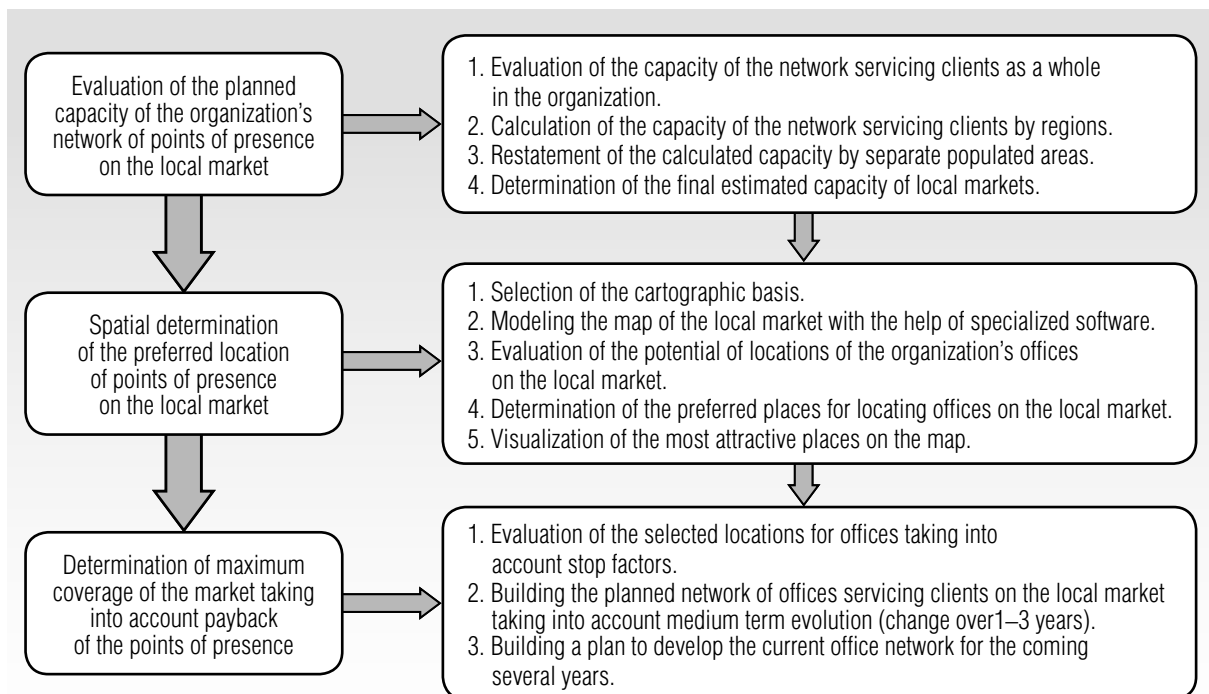 Evaluation of the planned
capacity of the organization’s
network of points of presence
on the local market
1. Evaluation of the capacity of the network servicing clients as a whole
in the organization.
2. Calculation of the capacity of the network servicing clients by regions.
3. Restatement of the calculated capacity by separate populated areas.
4. Determination of the final estimated capacity of local markets.
Spatial determination
of the preferred location
of points of presence
on the local market
1. Selection of the cartographic basis.
2. Modeling the map of the local market with the help of specialized software.
3. Evaluation of the potential of locations of the organization’s offices
on the local market.
4. Determination of the preferred places for locating offices on the local market.
5. Visualization of the most attractive places on the map.
Determination of maximum
coverage of the market taking
into account payback
of the points of presence
1. Evaluation of the selected locations for offices taking into
account stop factors.
2. Building the planned network of offices servicing clients on the local market
taking into account medium term evolution (change over1–3 years).
3. Building a plan to develop the current office network for the coming
several years.